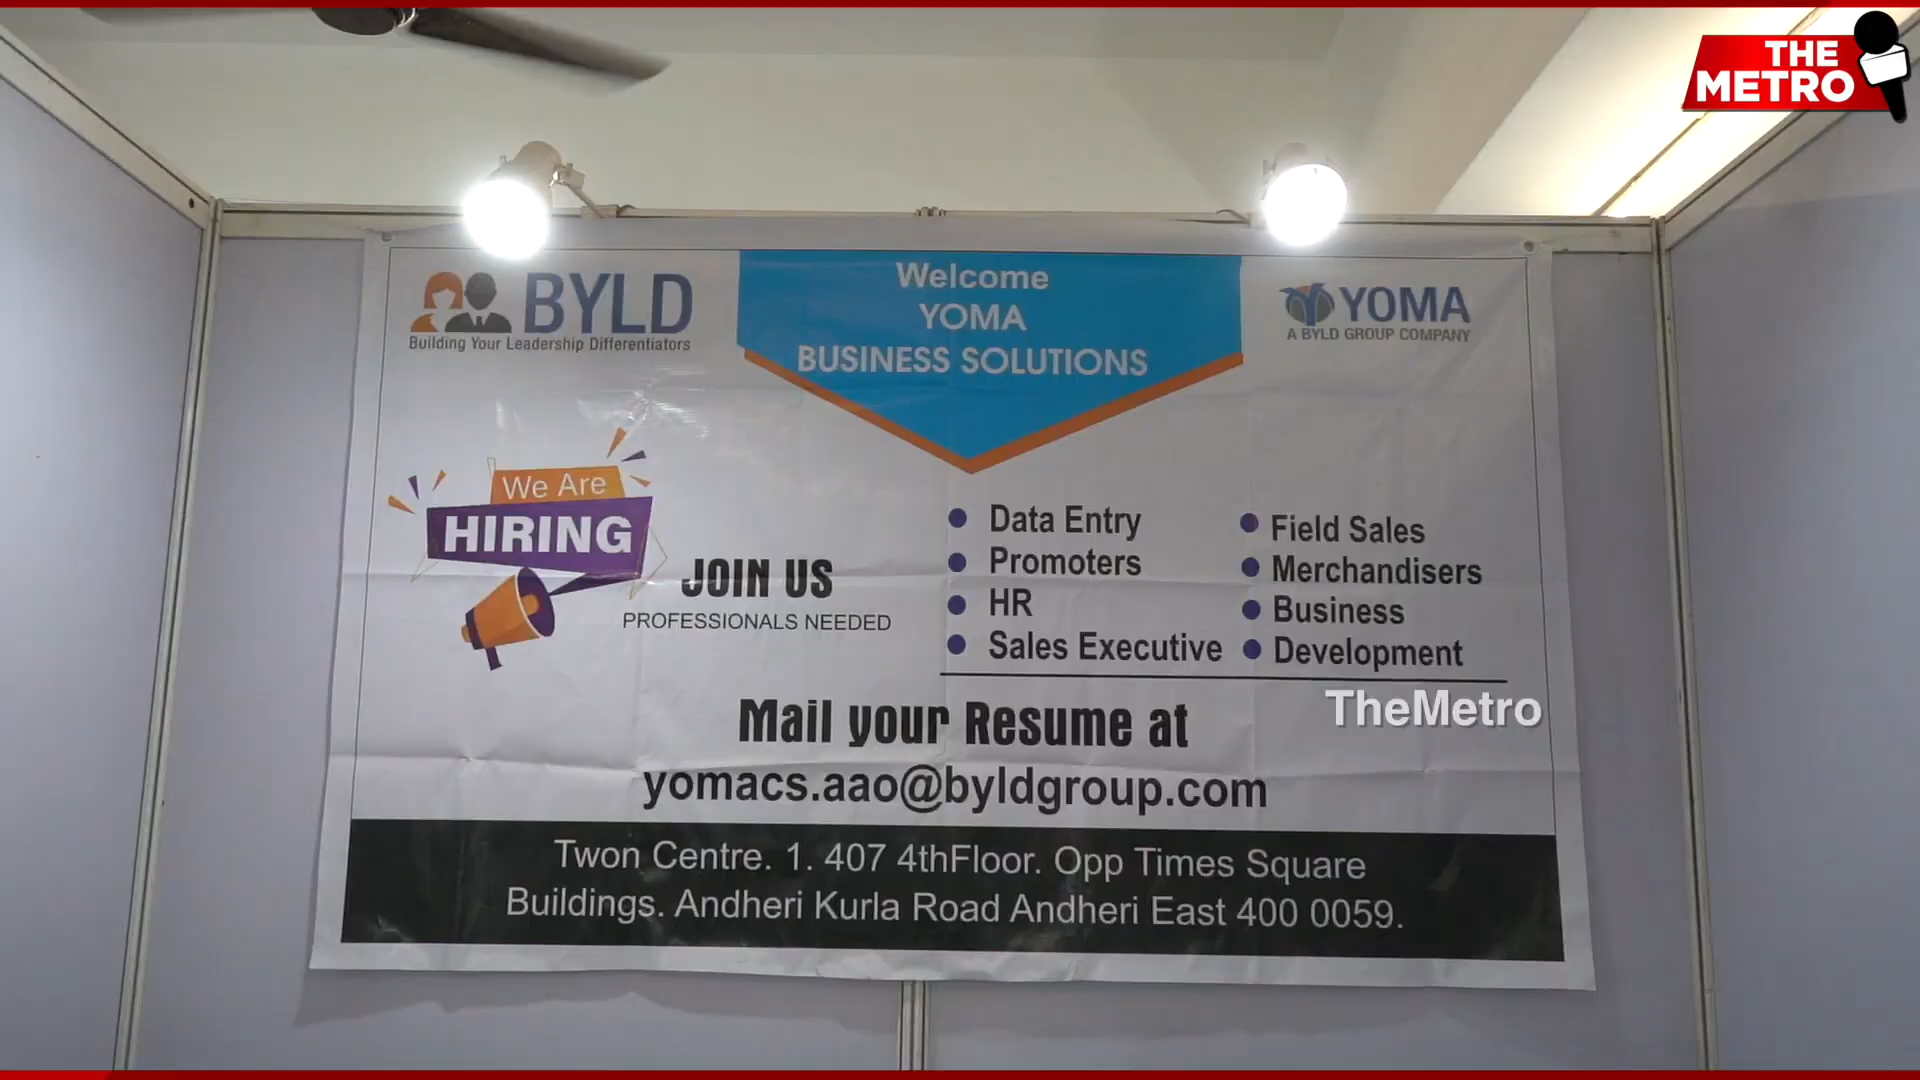 THE
METRO
BYLD
Building Your Leadership Differentiators
Welcome
YOMA
BUSINESS SOLUTIONS
YOMA
A BYLD GROUP COMPANY
We Are
HIRING
JOIN US
PROFESSIONALS NEEDED
Data Entry
Promoters
HR
Sales Executive
Field Sales
Merchandisers
Business
Development
TheMetro
Mail your Resume at
yomacs.aao@byldgroup.com
Twon Centre. 1. 407 4thFloor. Opp Times Square
Buildings. Andheri Kurla Road Andheri East 400 0059.